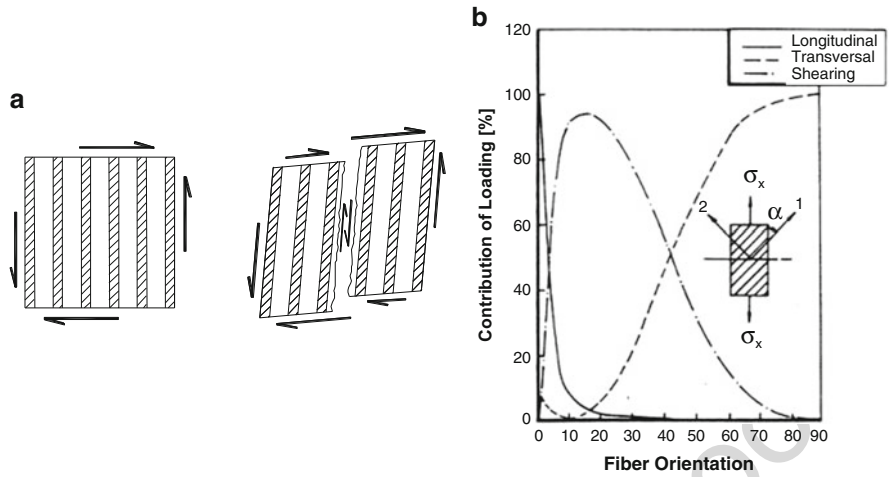 a
b
120
100
80
60
40
20
0
Contribution of Loading [%]
Longitudinal
Transversal
Shearing
σx
2
α
1
σx
0 10 20 30 40 50 60 70 80 90
Fiber Orientation